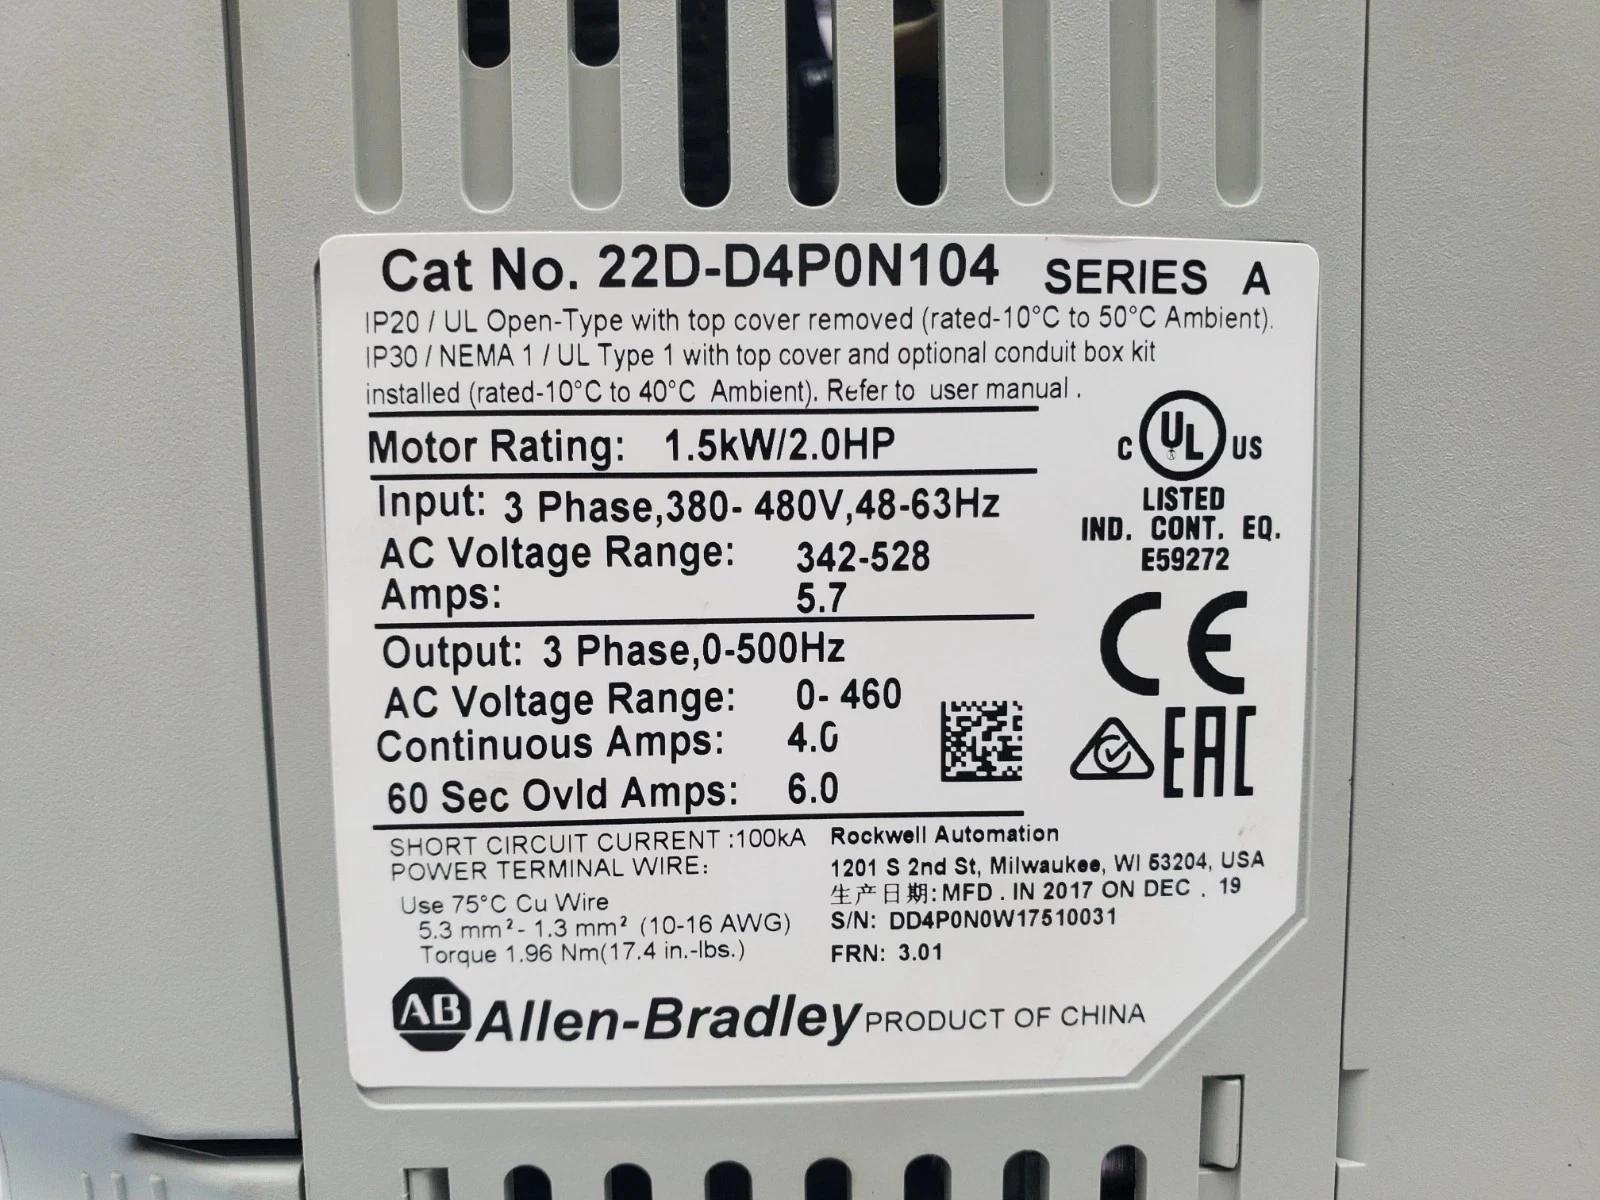 Cat No. 22D-D4P0N104 SERIES A
IP20 / UL Open-Type with top cover removed (rated-10°C to 50°C Ambient).
IP30 / NEMA 1 / UL Type 1 with top cover and optional conduit box kit
installed (rated-10°C to 40°C Ambient). Refer to user manual .
Motor Rating: 1.5kW/2.0HP
Input: 3 Phase,380- 480V,48-63Hz
AC Voltage Range: 342-528
Amps: 5.7
Output: 3 Phase,0-500Hz
AC Voltage Range: 0- 460
Continuous Amps: 4.0
60 Sec Ovld Amps: 6.0
C UL US
LISTED
IND. CONT. EQ.
E59272
CE
EAC
SHORT CIRCUIT CURRENT :100kA
POWER TERMINAL WIRE:
Use 75°C Cu Wire
5.3 mm²- 1.3 mm² (10-16 AWG)
Torque 1.96 Nm(17.4 in.-lbs.)
Rockwell Automation
1201 S 2nd St, Milwaukee, WI 53204, USA
生产日期:MFD . IN 2017 ON DEC . 19
S/N: DD4P0N0W17510031
FRN: 3.01
AB Allen-Bradley PRODUCT OF CHINA